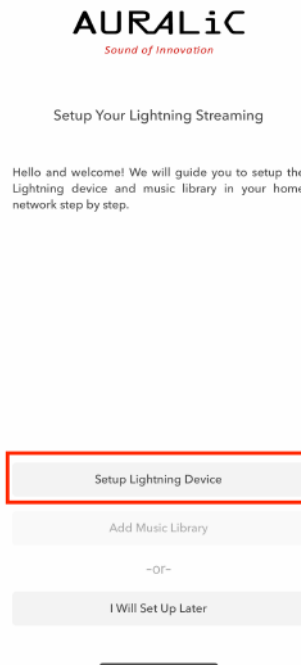 AURALiC
Sound of Innovation
Setup Your Lightning Streaming
Hello and welcome! We will guide you to setup the
Lightning device and music library in your home
network step by step.
Setup Lightning Device
Add Music Library
-or-
I Will Set Up Later